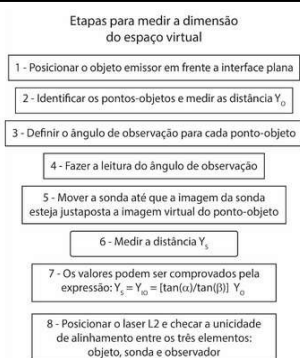 Etapas para medir a dimensão
do espaço virtual
1 - Posicionar o objeto emissor em frente a interface plana
2 - Identificar os pontos-objetos e medir as distância Y₀
3 - Definir o ângulo de observação para cada ponto-objeto
4 - Fazer a leitura do ângulo de observação
5 - Mover a sonda até que a imagem da sonda
esteja justaposta a imagem virtual do ponto-objeto
6 - Medir a distância Yₛ
7 - Os valores podem ser comprovados pela
expressão: Yₛ = Yᵢₒ = [tan(α)/tan(β)] Yₒ
8 - Posicionar o laser L2 e checar a unicidade
de alinhamento entre os três elementos:
objeto, sonda e observador